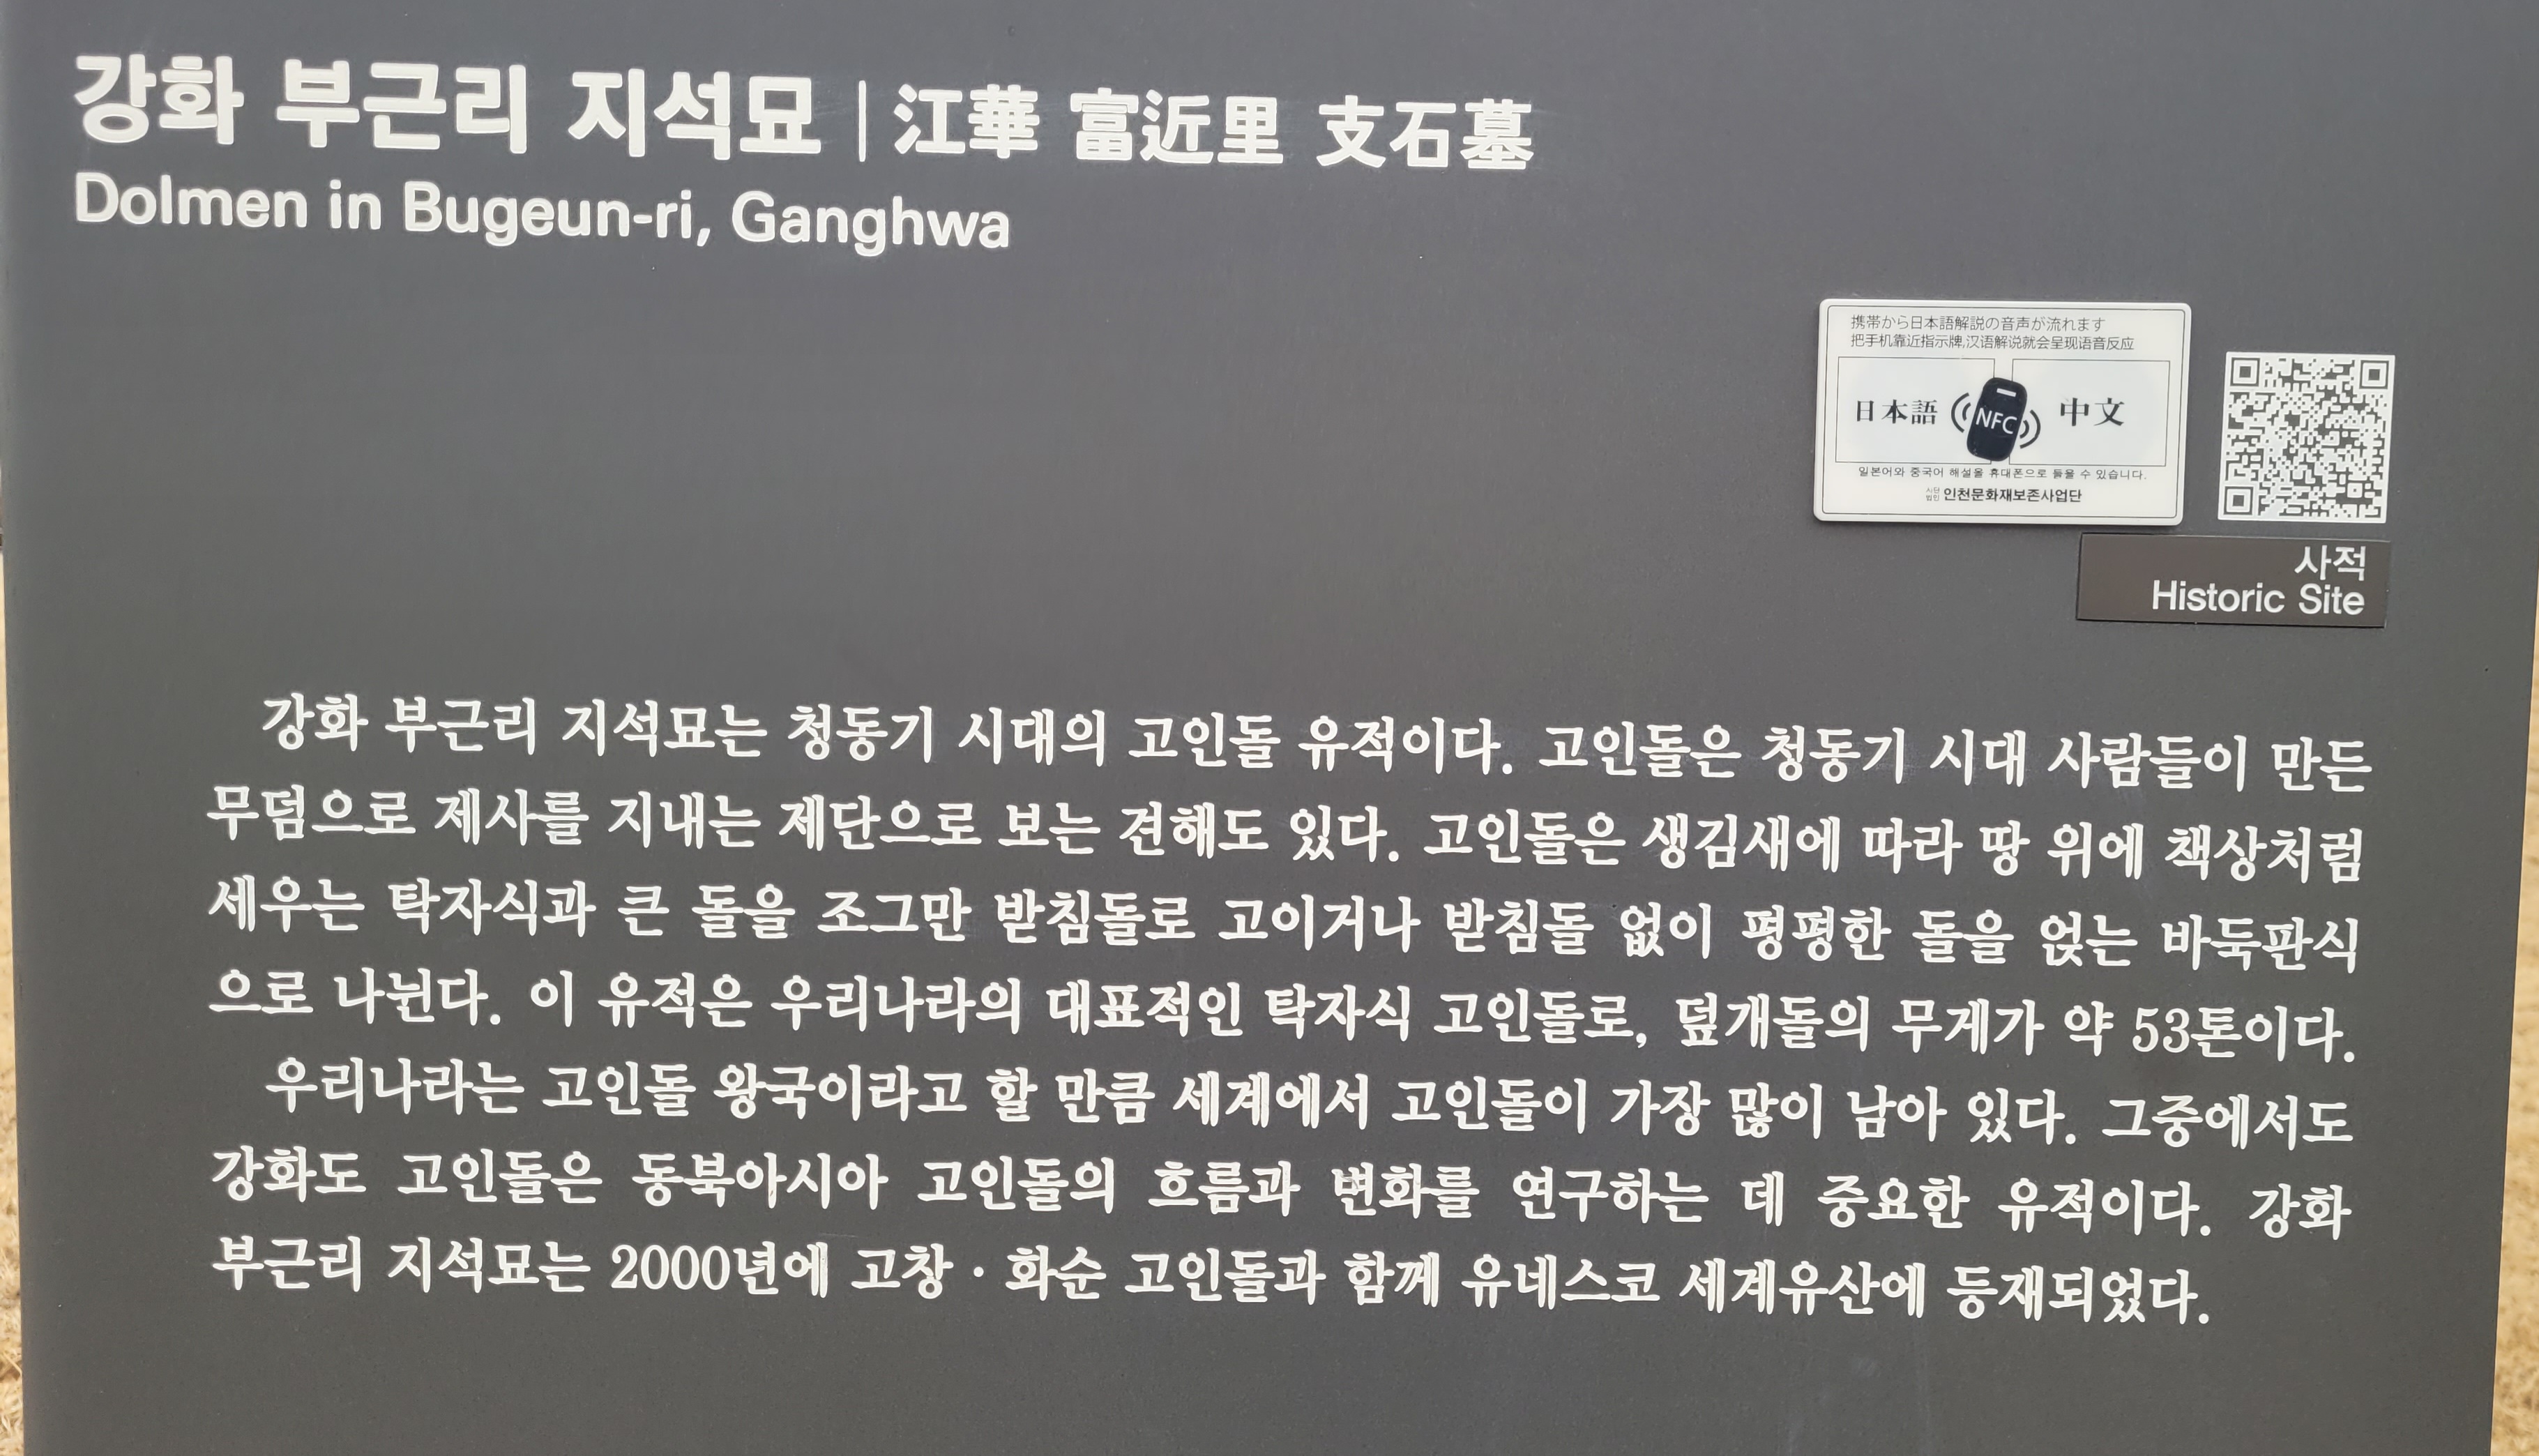 강화 부근리 지석묘 | 江華 富近里 支石墓
Dolmen in Bugeun-ri, Ganghwa
携帯から日本語解説の音声が流れます
把手机靠近指示牌,汉语解说就会呈现语音反应
日本語 NFC 中文
일본어와 중국어 해설을 휴대폰으로 들을 수 있습니다.
사단법인 인천문화재보존사업단
사적
Historic Site
강화 부근리 지석묘는 청동기 시대의 고인돌 유적이다. 고인돌은 청동기 시대 사람들이 만든
무덤으로 제사를 지내는 제단으로 보는 견해도 있다. 고인돌은 생김새에 따라 땅 위에 책상처럼
세우는 탁자식과 큰 돌을 조그만 받침돌로 고이거나 받침돌 없이 평평한 돌을 얹는 바둑판식
으로 나뉜다. 이 유적은 우리나라의 대표적인 탁자식 고인돌로, 덮개돌의 무게가 약 53톤이다.
우리나라는 고인돌 왕국이라고 할 만큼 세계에서 고인돌이 가장 많이 남아 있다. 그중에서도
강화도 고인돌은 동북아시아 고인돌의 흐름과 변화를 연구하는 데 중요한 유적이다. 강화
부근리 지석묘는 2000년에 고창·화순 고인돌과 함께 유네스코 세계유산에 등재되었다.